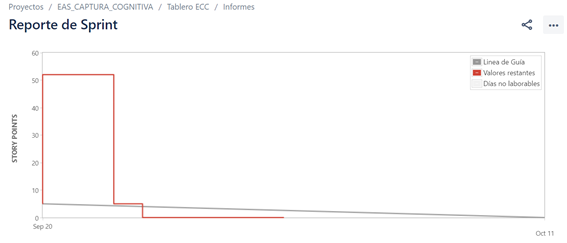 Proyectos / EAS_CAPTURA_COGNITIVA / Tablero ECC / Informes
Reporte de Sprint
60
50
40
30
20
10
0
STORY POINTS
Linea de Guía
Valores restantes
Días no laborables
Sep 20
Oct 11